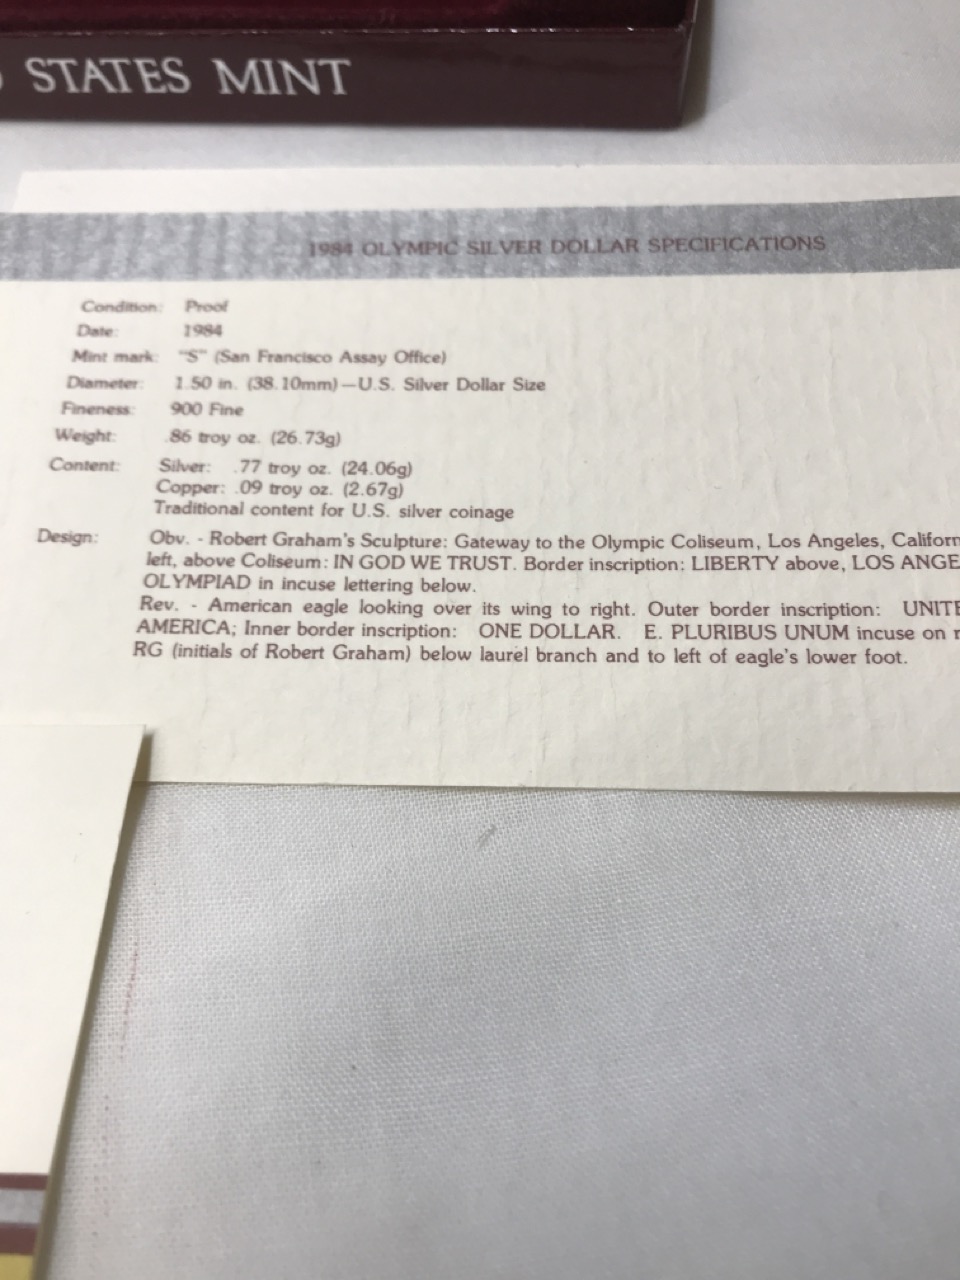 STATES MINT
1984 OLYMPIC SILVER DOLLAR SPECIFICATIONS
Condition: Proof
Date: 1984
Mint mark: "S" (San Francisco Assay Office)
Diameter: 1.50 in. (38.10mm)—U.S. Silver Dollar Size
Fineness: 900 Fine
Weight: .86 troy oz. (26.73g)
Content: Silver: .77 troy oz. (24.06g)
Copper: .09 troy oz. (2.67g)
Traditional content for U.S. silver coinage
Design: Obv. - Robert Graham's Sculpture: Gateway to the Olympic Coliseum, Los Angeles, Californ
left, above Coliseum: IN GOD WE TRUST. Border inscription: LIBERTY above, LOS ANGE
OLYMPIAD in incuse lettering below.
Rev. - American eagle looking over its wing to right. Outer border inscription: UNITE
AMERICA; Inner border inscription: ONE DOLLAR. E. PLURIBUS UNUM incuse on r
RG (initials of Robert Graham) below laurel branch and to left of eagle's lower foot.